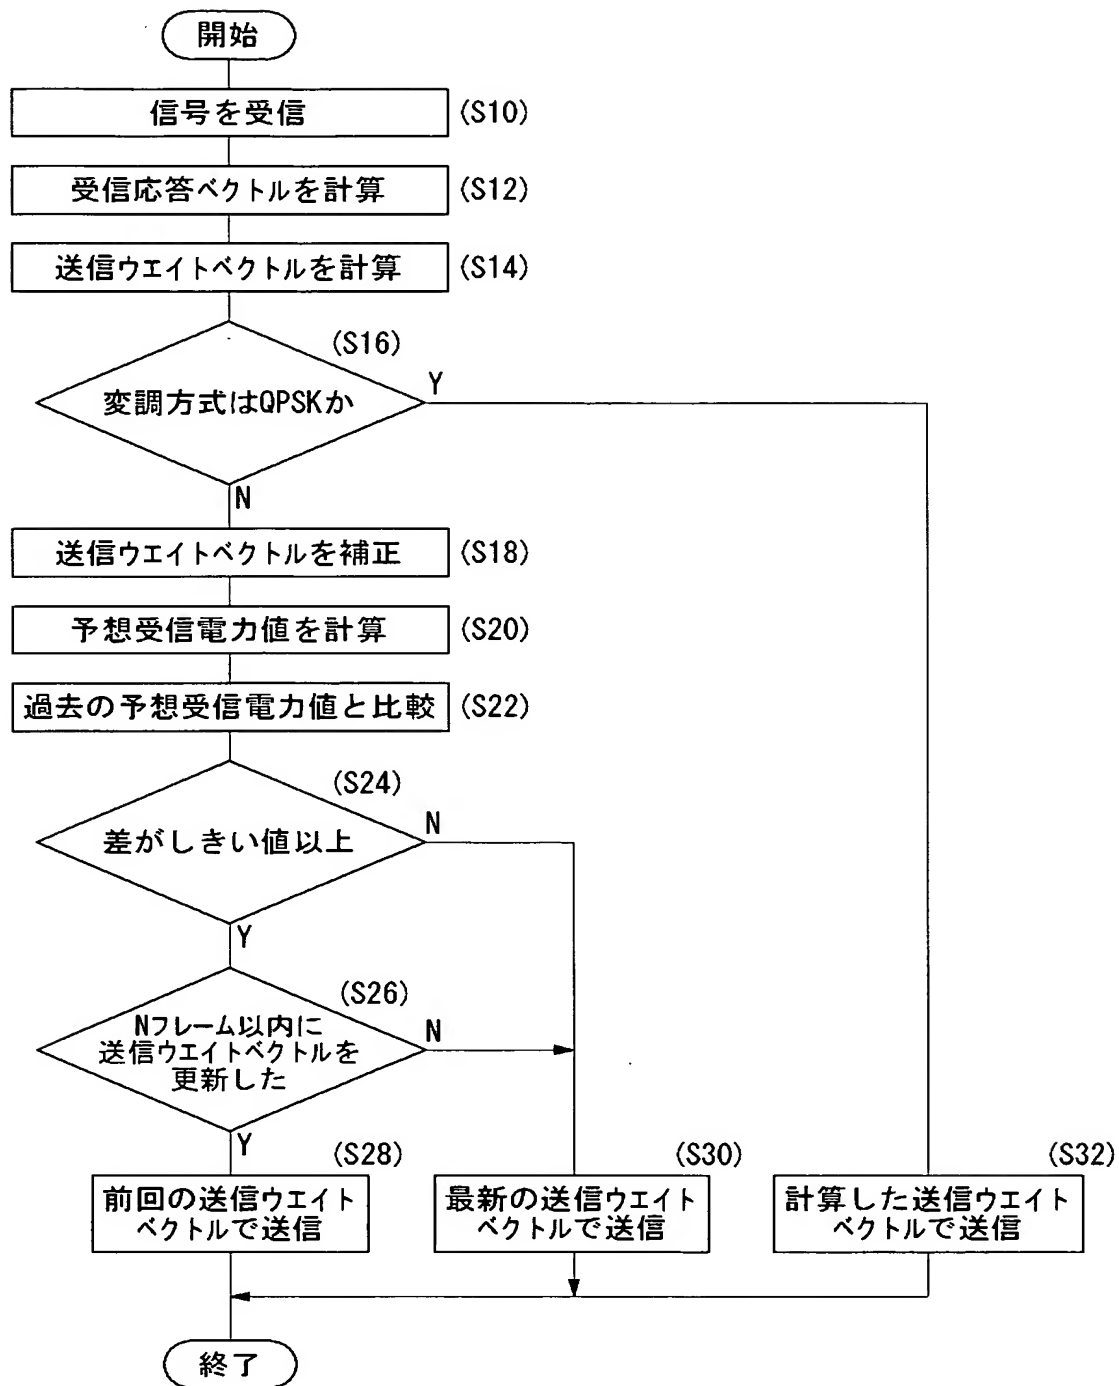 開始
信号を受信 (S10)
受信応答ベクトルを計算 (S12)
送信ウエイトベクトルを計算 (S14)
(S16)
変調方式はQPSKか
Y
N
送信ウエイトベクトルを補正 (S18)
予想受信電力値を計算 (S20)
過去の予想受信電力値と比較 (S22)
(S24)
差がしきい値以上
N
Y
(S26)
Nフレーム以内に
送信ウエイトベクトルを
更新した
N
Y
(S28)
前回の送信ウエイト
ベクトルで送信
(S30)
最新の送信ウエイト
ベクトルで送信
(S32)
計算した送信ウエイト
ベクトルで送信
終了